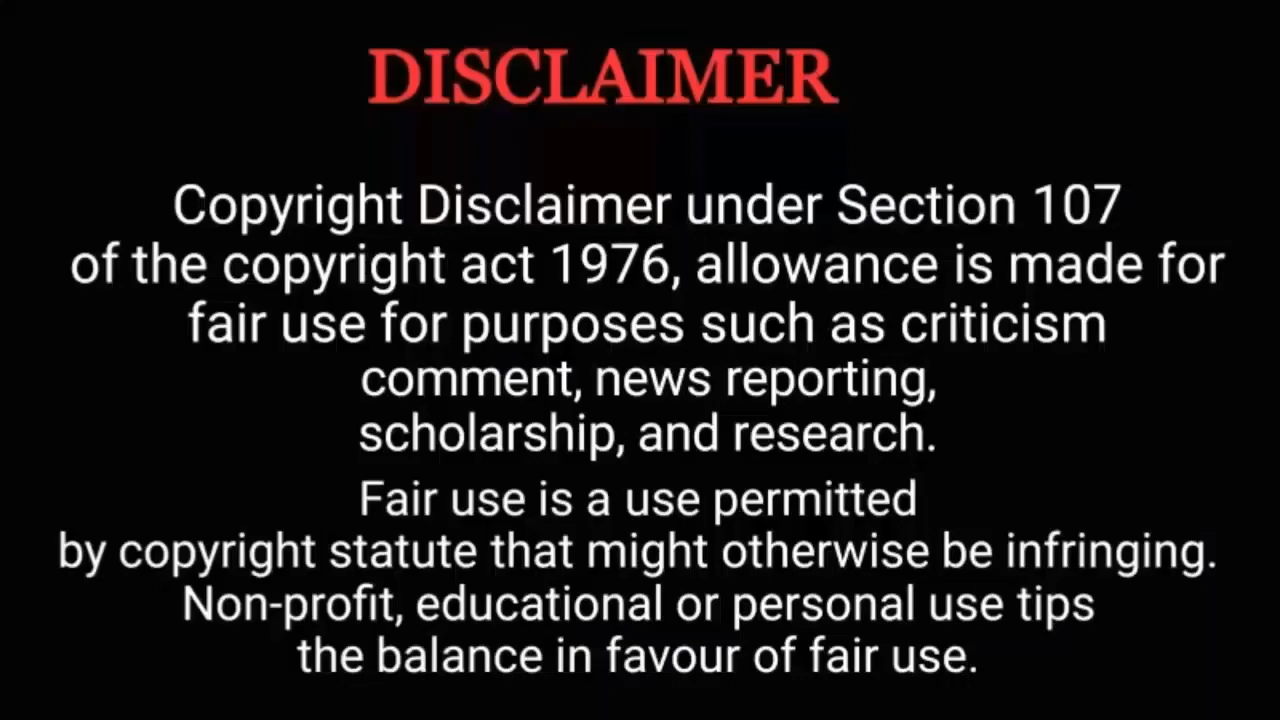 DISCLAIMER
Copyright Disclaimer under Section 107
of the copyright act 1976, allowance is made for
fair use for purposes such as criticism
comment, news reporting,
scholarship, and research.
Fair use is a use permitted
by copyright statute that might otherwise be infringing.
Non-profit, educational or personal use tips
the balance in favour of fair use.